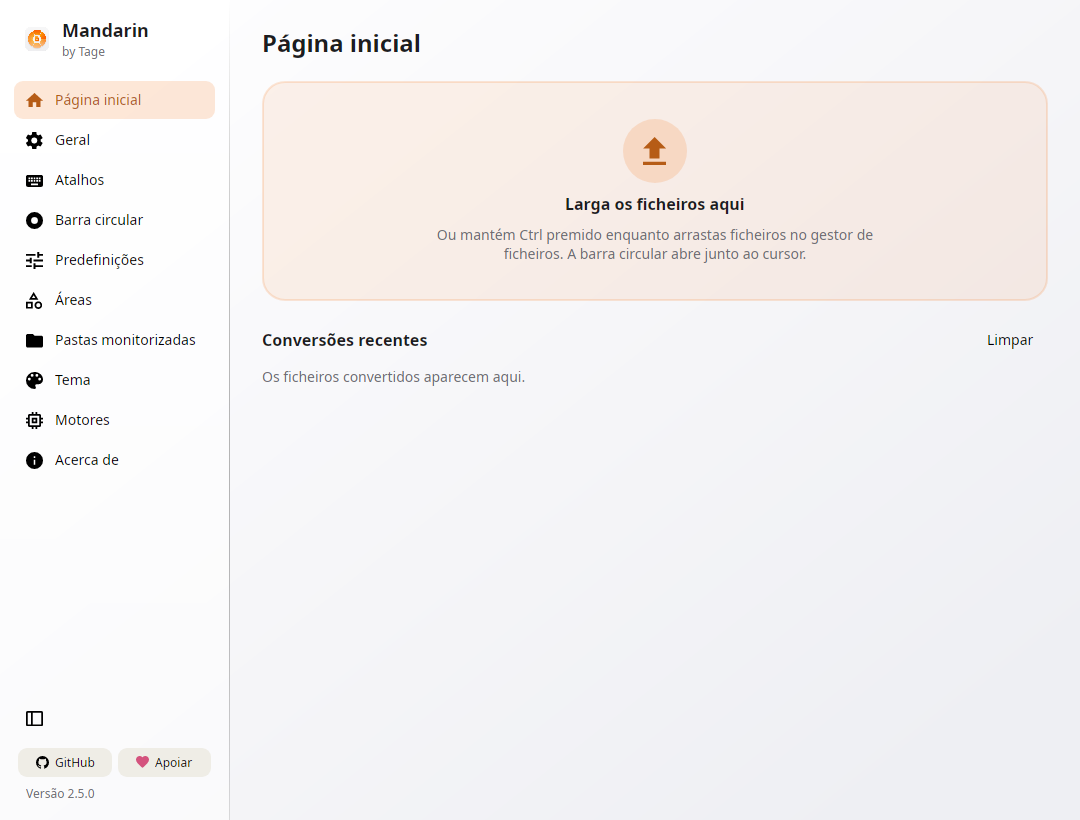 Mandarin
by Tage
Página inicial
Geral
Atalhos
Barra circular
Predefinições
Áreas
Pastas monitorizadas
Tema
Motores
Acerca de
GitHub
Apoiar
Versão 2.5.0
Página inicial
Larga os ficheiros aqui
Ou mantém Ctrl premido enquanto arrastas ficheiros no gestor de
ficheiros. A barra circular abre junto ao cursor.
Conversões recentes
Limpar
Os ficheiros convertidos aparecem aqui.